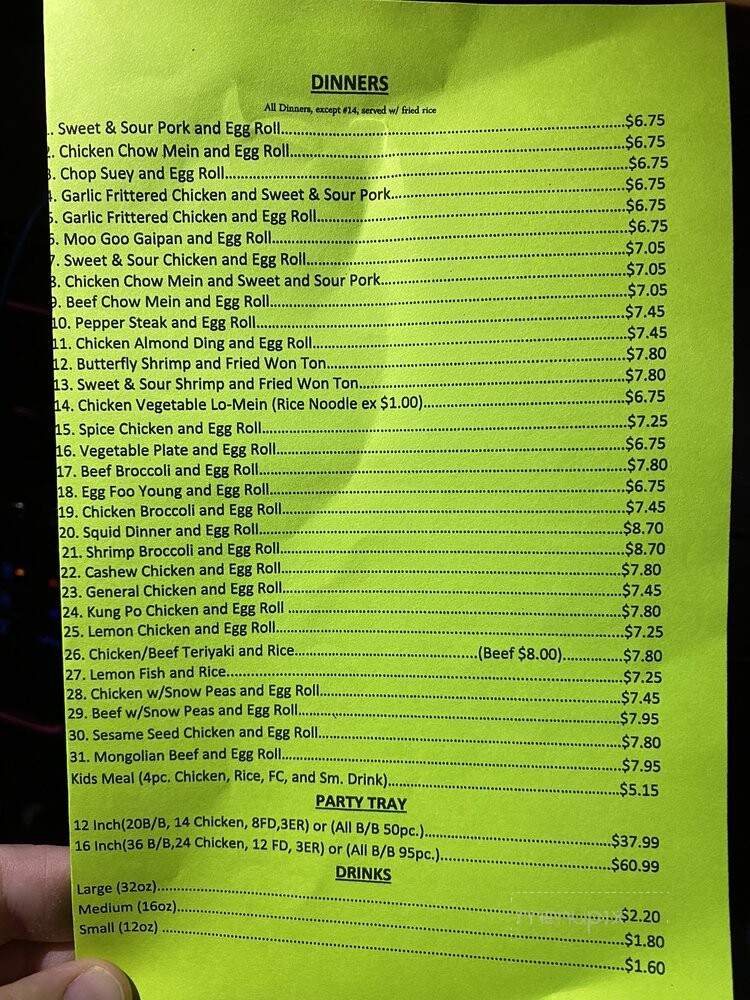 DINNERS
All Dinners, except #14, served w/ fried rice
. Sweet & Sour Pork and Egg Roll........$6.75
2. Chicken Chow Mein and Egg Roll........$6.75
3. Chop Suey and Egg Roll........$6.75
4. Garlic Frittered Chicken and Sweet & Sour Pork........$6.75
5. Garlic Frittered Chicken and Egg Roll........$6.75
6. Moo Goo Gaipan and Egg Roll........$6.75
7. Sweet & Sour Chicken and Egg Roll........$7.05
8. Chicken Chow Mein and Sweet and Sour Pork........$7.05
9. Beef Chow Mein and Egg Roll........$7.05
10. Pepper Steak and Egg Roll........$7.45
11. Chicken Almond Ding and Egg Roll........$7.45
12. Butterfly Shrimp and Fried Won Ton........$7.80
13. Sweet & Sour Shrimp and Fried Won Ton........$7.80
14. Chicken Vegetable Lo-Mein (Rice Noodle ex $1.00)........$6.75
15. Spice Chicken and Egg Roll........$7.25
16. Vegetable Plate and Egg Roll........$6.75
17. Beef Broccoli and Egg Roll........$7.80
18. Egg Foo Young and Egg Roll........$6.75
19. Chicken Broccoli and Egg Roll........$7.45
20. Squid Dinner and Egg Roll........$8.70
21. Shrimp Broccoli and Egg Roll........$8.70
22. Cashew Chicken and Egg Roll........$7.80
23. General Chicken and Egg Roll........$7.45
24. Kung Po Chicken and Egg Roll ........$7.80
25. Lemon Chicken and Egg Roll........$7.25
26. Chicken/Beef Teriyaki and Rice........(Beef $8.00)........$7.80
27. Lemon Fish and Rice........$7.25
28. Chicken w/Snow Peas and Egg Roll........$7.45
29. Beef w/Snow Peas and Egg Roll........$7.95
30. Sesame Seed Chicken and Egg Roll........$7.80
31. Mongolian Beef and Egg Roll........$7.95
Kids Meal (4pc. Chicken, Rice, FC, and Sm. Drink)........$5.15
PARTY TRAY
12 Inch(20B/B, 14 Chicken, 8FD,3ER) or (All B/B 50pc.)........$37.99
16 Inch(36 B/B,24 Chicken, 12 FD, 3ER) or (All B/B 95pc.)........$60.99
DRINKS
Large (32oz)........$2.20
Medium (16oz)........$1.80
Small (12oz) ........$1.60
menupix